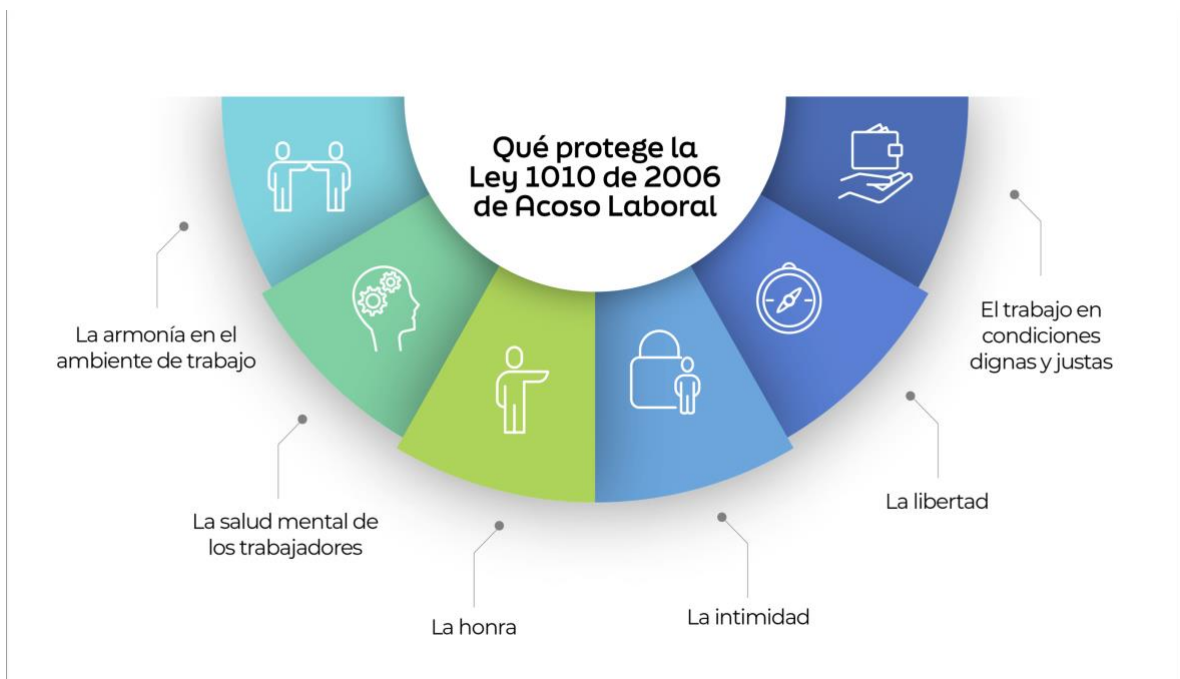 Qué protege la
Ley 1010 de 2006
de Acoso Laboral
La armonía en el
ambiente de trabajo
La salud mental de
los trabajadores
La honra
La intimidad
La libertad
El trabajo en
condiciones
dignas y justas